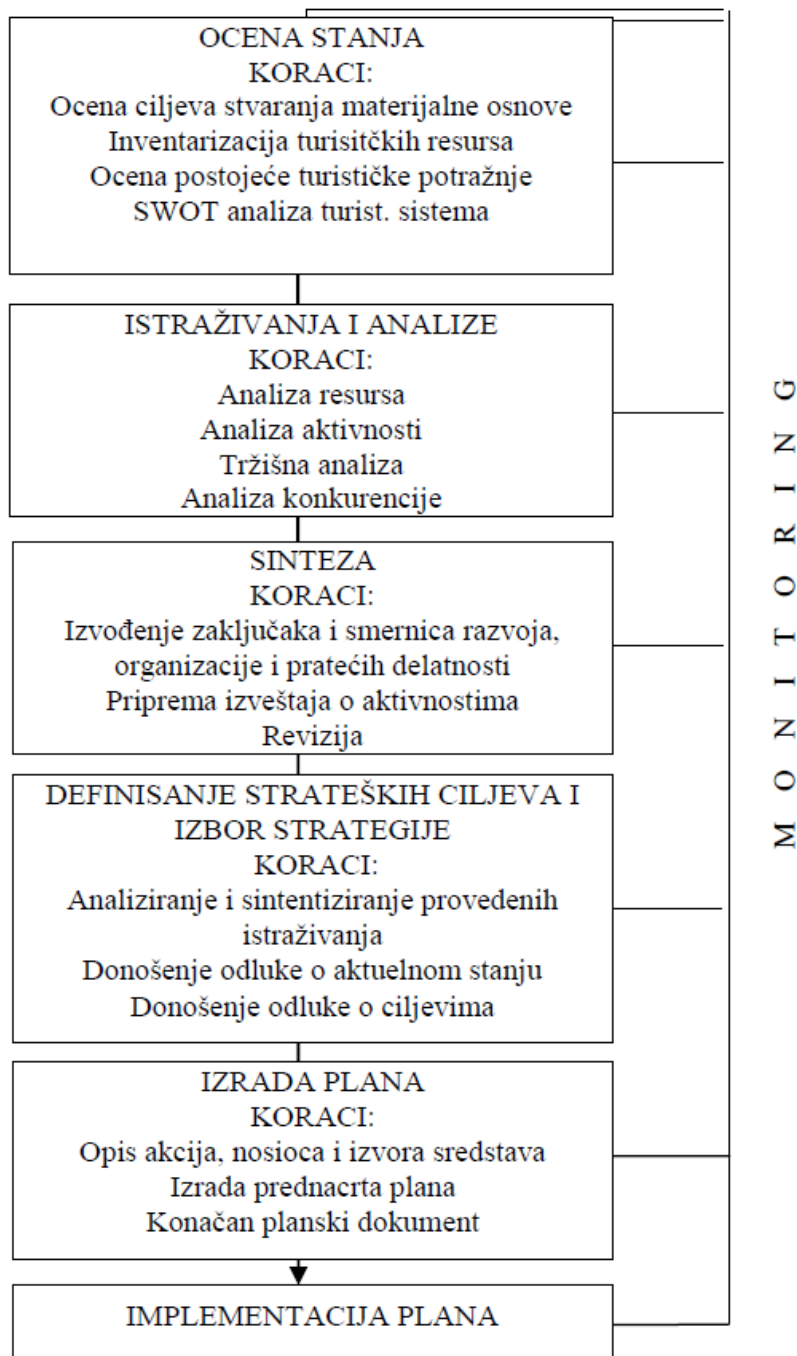 OCENA STANJA
KORACI:
Ocena ciljeva stvaranja materijalne osnove
Inventarizacija turisitčkih resursa
Ocena postojeće turističke potražnje
SWOT analiza turist. sistema
ISTRAŽIVANJA I ANALIZE
KORACI:
Analiza resursa
Analiza aktivnosti
Tržišna analiza
Analiza konkurencije
SINTEZA
KORACI:
Izvođenje zaključaka i smernica razvoja,
organizacije i pratećih delatnosti
Priprema izveštaja o aktivnostima
Revizija
DEFINISANJE STRATEŠKIH CILJEVA I
IZBOR STRATEGIJE
KORACI:
Analiziranje i sintentiziranje provedenih
istraživanja
Donošenje odluke o aktuelnom stanju
Donošenje odluke o ciljevima
IZRADA PLANA
KORACI:
Opis akcija, nosioca i izvora sredstava
Izrada prednacrta plana
Konačan planski dokument
IMPLEMENTACIJA PLANA
M O N I T O R I N G